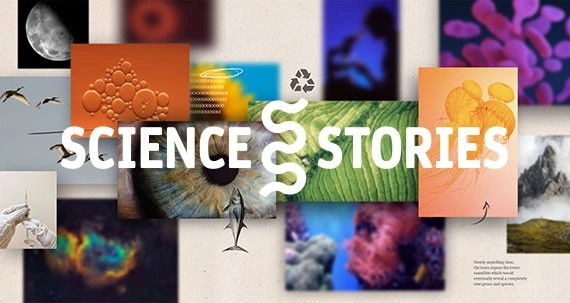 SCIENCE STORIES
Slowly unpicking time,
the team expose the lower
mandible which would
eventually reveal a completely
new genus and species.